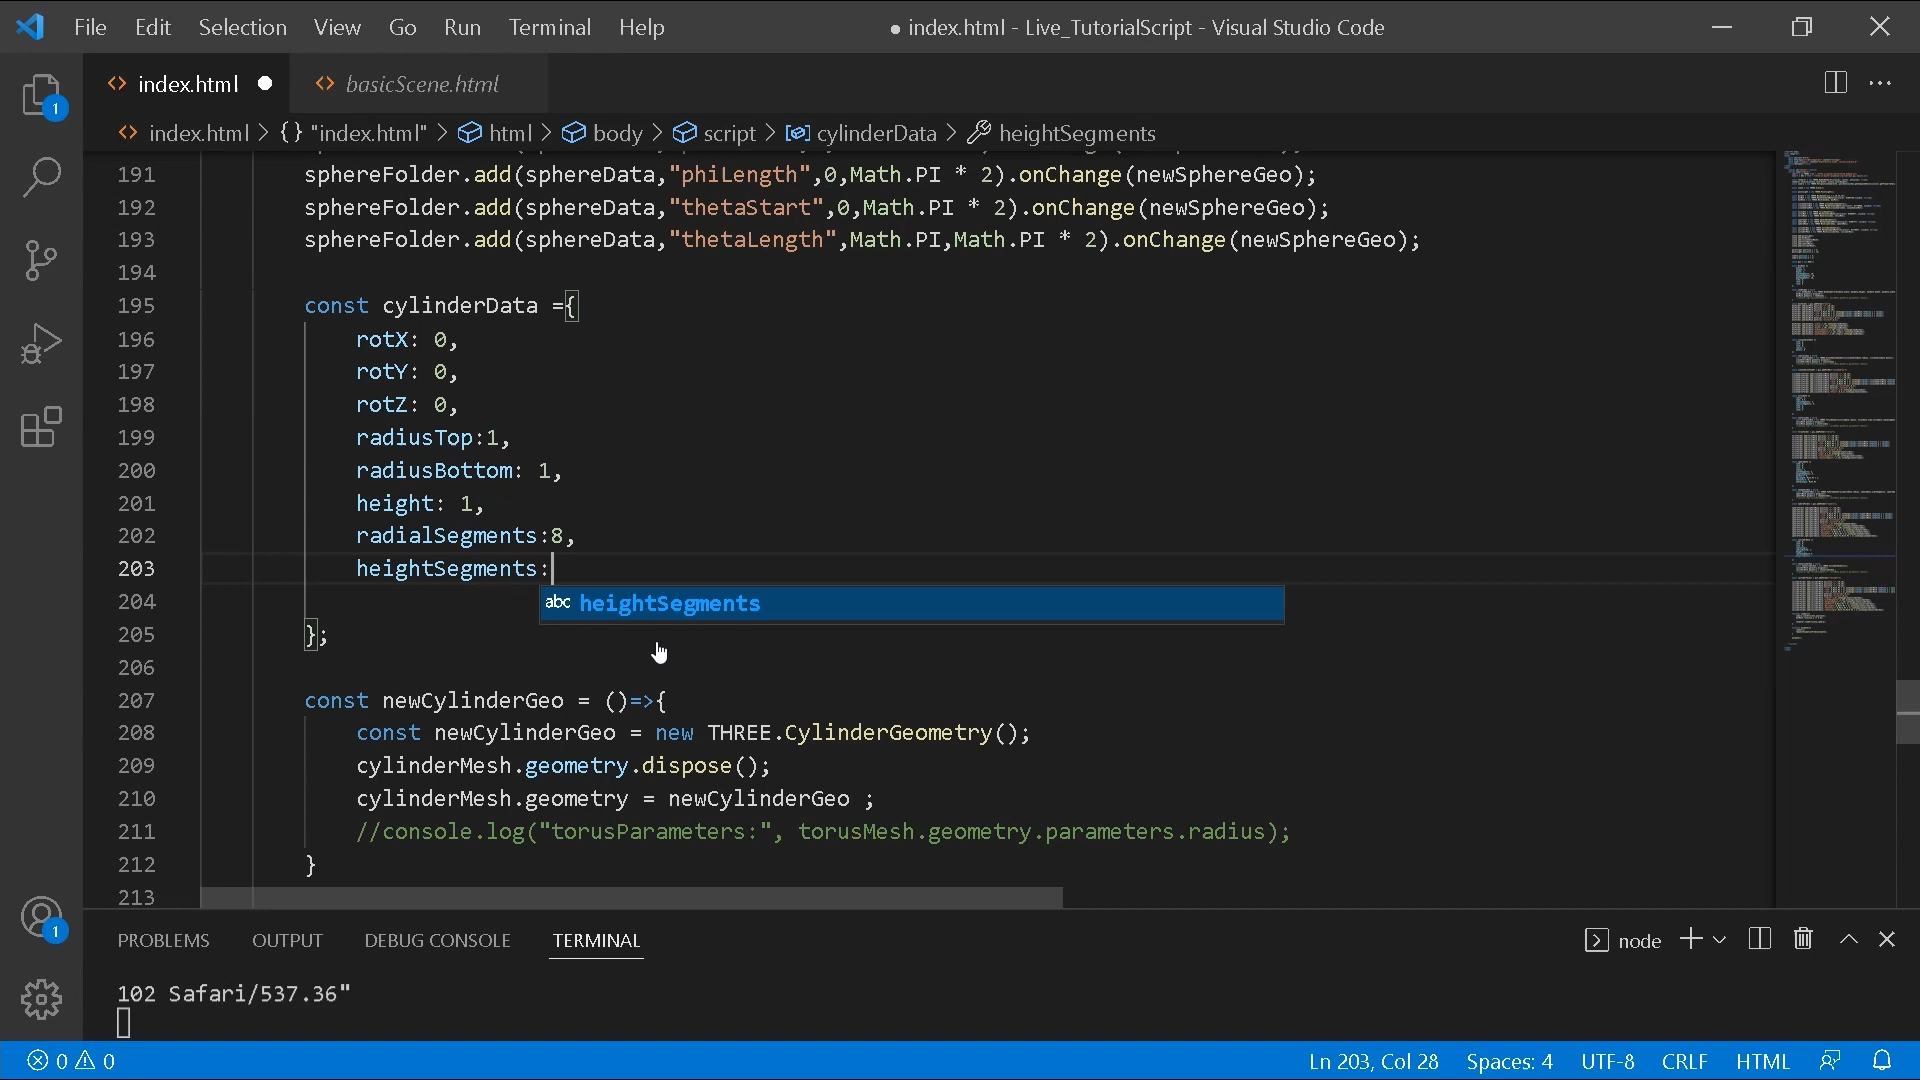 File Edit Selection View Go Run Terminal Help ● index.html - Live_TutorialScript - Visual Studio Code
index.html basicScene.html
index.html > {} "index.html" > html > body > script > cylinderData > heightSegments
191 sphereFolder.add(sphereData,"phiLength",0,Math.PI * 2).onChange(newSphereGeo);
192 sphereFolder.add(sphereData,"thetaStart",0,Math.PI * 2).onChange(newSphereGeo);
193 sphereFolder.add(sphereData,"thetaLength",Math.PI,Math.PI * 2).onChange(newSphereGeo);
194
195 const cylinderData ={
196 rotX: 0,
197 rotY: 0,
198 rotZ: 0,
199 radiusTop:1,
200 radiusBottom: 1,
201 height: 1,
202 radialSegments:8,
203 heightSegments:
204 abc heightSegments
205 };
206
207 const newCylinderGeo = ()=>{
208 const newCylinderGeo = new THREE.CylinderGeometry();
209 cylinderMesh.geometry.dispose();
210 cylinderMesh.geometry = newCylinderGeo ;
211 //console.log("torusParameters:", torusMesh.geometry.parameters.radius);
212 }
213
PROBLEMS OUTPUT DEBUG CONSOLE TERMINAL node
102 Safari/537.36"
0 0 Ln 203, Col 28 Spaces: 4 UTF-8 CRLF HTML
1
1